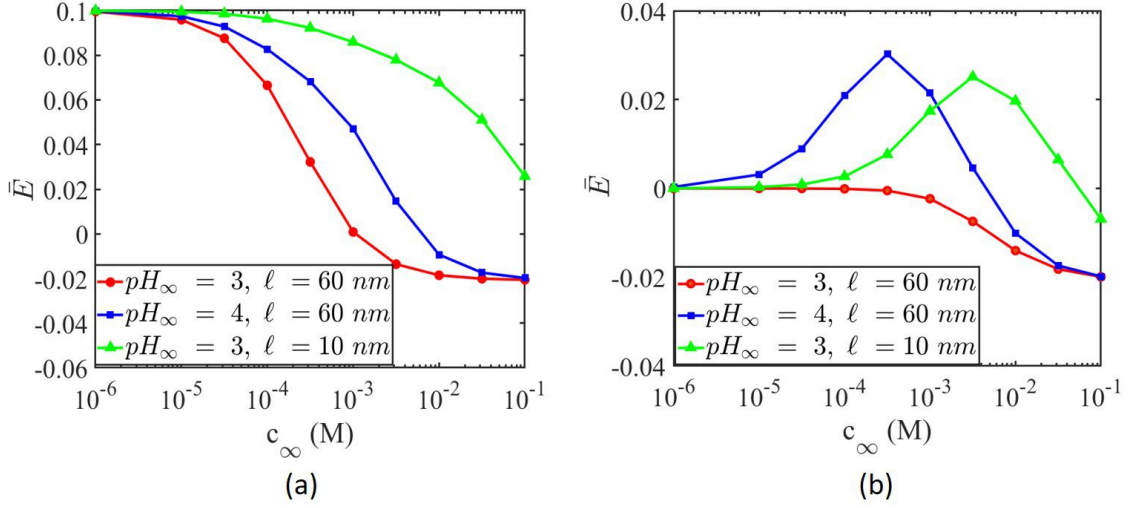 0.1
0.08
0.06
0.04
0.02
0
-0.02
-0.04
-0.06
Ē
pH∞ = 3, ℓ = 60 nm
pH∞ = 4, ℓ = 60 nm
pH∞ = 3, ℓ = 10 nm
10⁻⁶ 10⁻⁵ 10⁻⁴ 10⁻³ 10⁻² 10⁻¹
c∞ (M)
(a)
0.04
0.02
0
-0.02
-0.04
Ē
pH∞ = 3, ℓ = 60 nm
pH∞ = 4, ℓ = 60 nm
pH∞ = 3, ℓ = 10 nm
10⁻⁶ 10⁻⁵ 10⁻⁴ 10⁻³ 10⁻² 10⁻¹
c∞ (M)
(b)